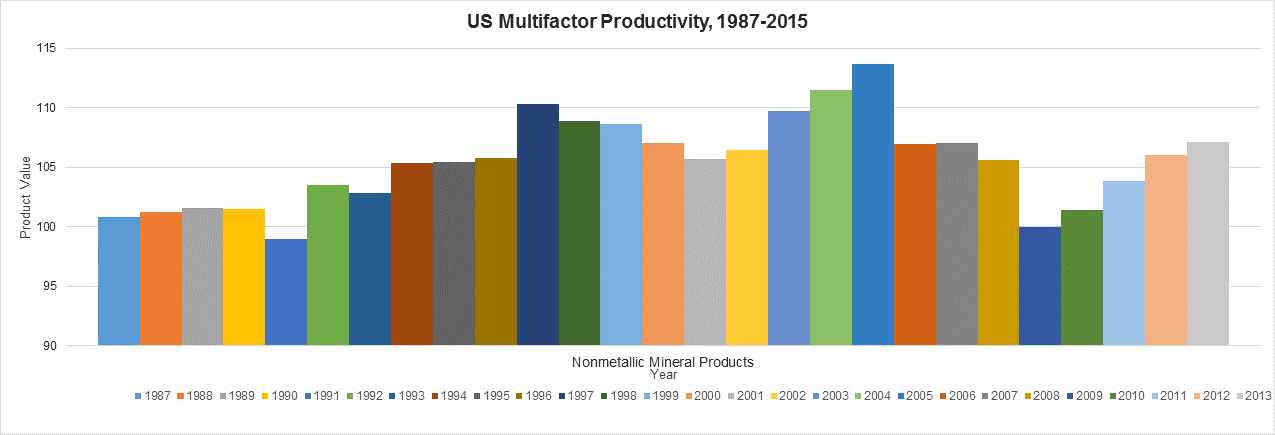 US Multifactor Productivity, 1987-2015
115
110
105
100
95
90
Product Value
Nonmetallic Mineral Products
Year
1987 1988 1989 1990 1991 1992 1993 1994 1995 1996 1997 1998 1999 2000 2001 2002 2003 2004 2005 2006 2007 2008 2009 2010 2011 2012 2013